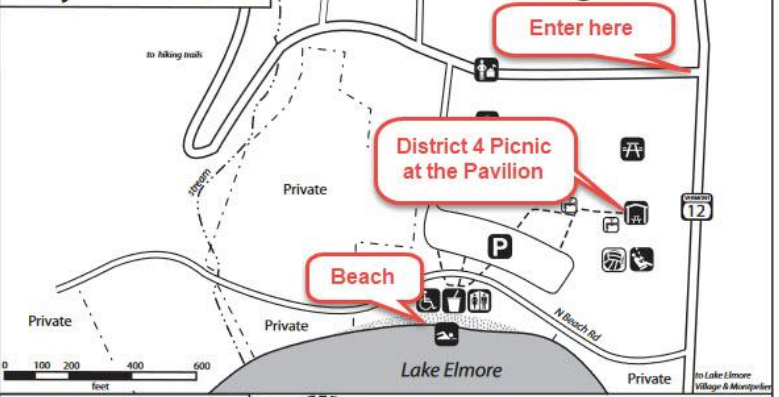 Enter here
to hiking trails
District 4 Picnic
at the Pavilion
stream
Private
VERMONT
12
P
Beach
N Beach Rd
Private
Private
0 100 200 400 600
feet
Lake Elmore
Private
to Lake Elmore
Village & Montpelier